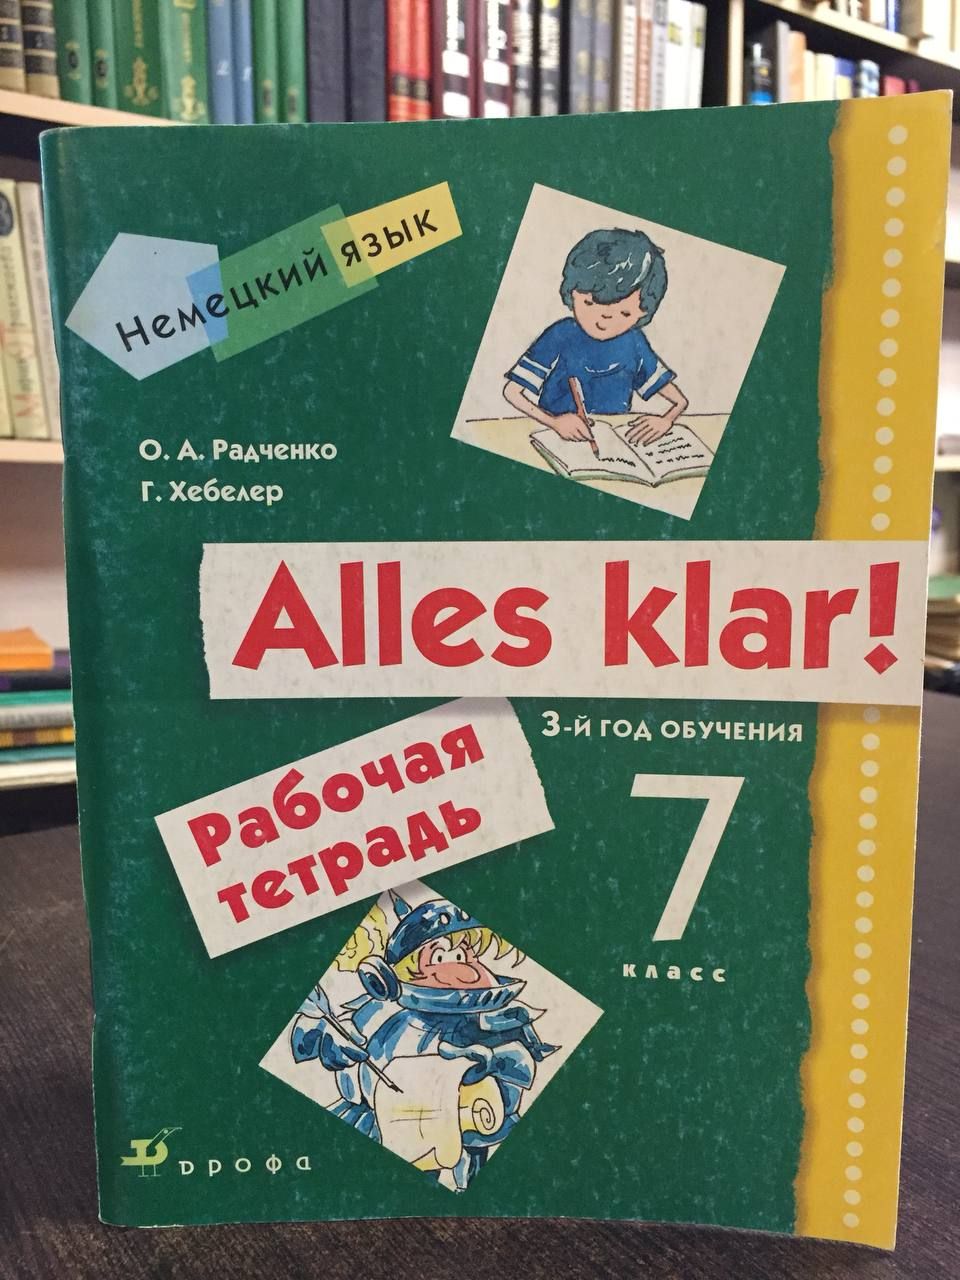 Немецкий язык
О. А. Радченко
Г. Хебелер
Alles klar!
3-й год обучения
Рабочая
тетрадь
7
класс
дрофа